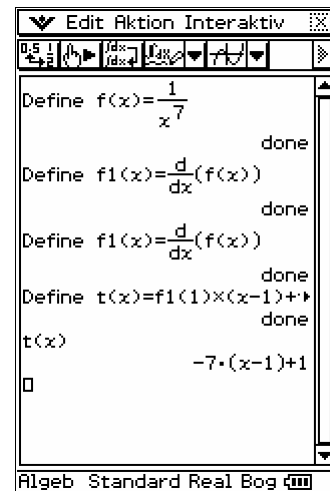 Edit Aktion Interaktiv
Define f(x)=1/x^7
done
Define f1(x)=d/dx(f(x))
done
Define f1(x)=d/dx(f(x))
done
Define t(x)=f1(1)×(x-1)+
done
t(x)
-7·(x-1)+1
Algeb Standard Real Bog